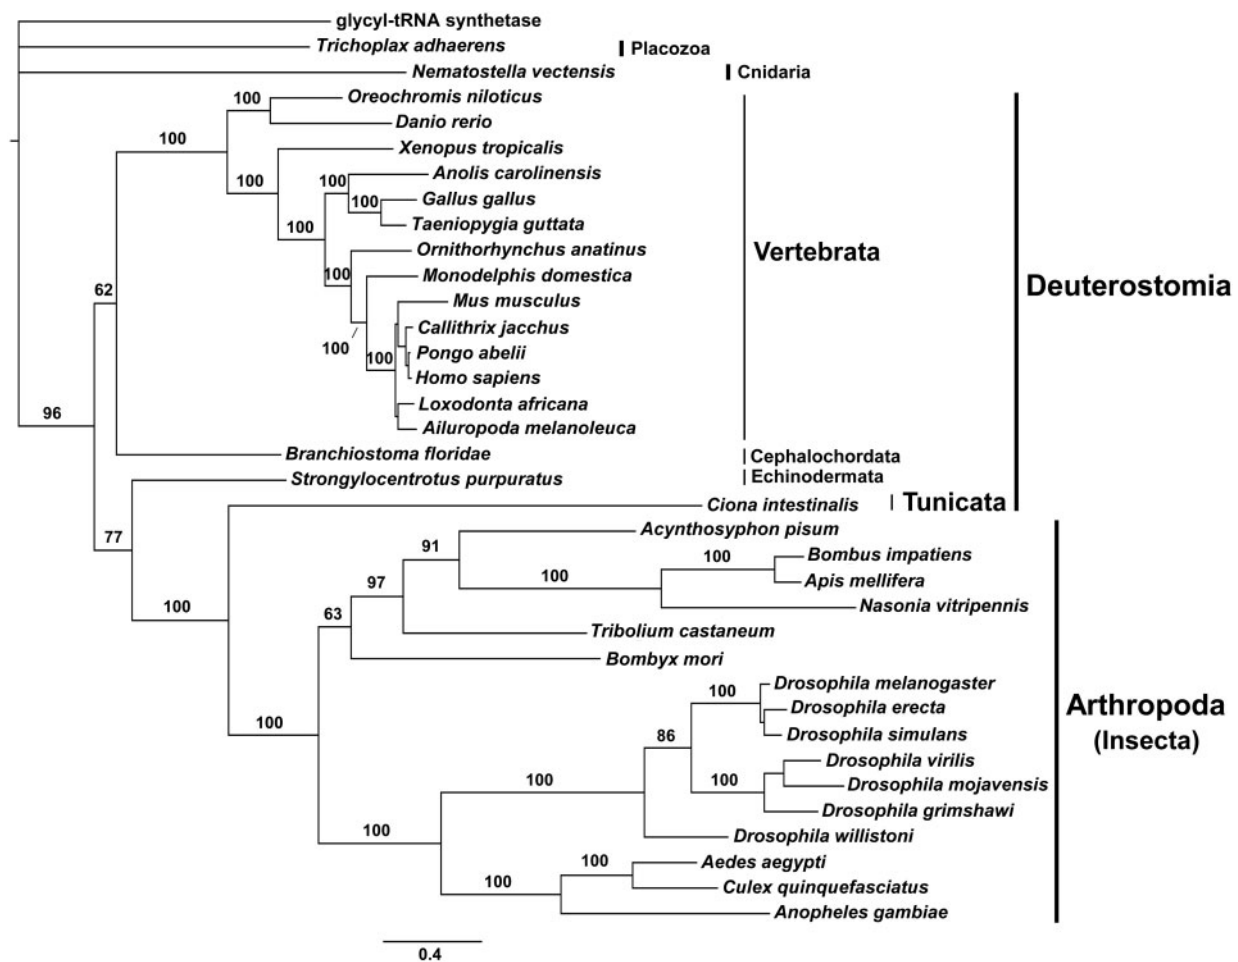 glycyl-tRNA synthetase
Trichoplax adhaerens
Placozoa
Nematostella vectensis
Cnidaria
100
Oreochromis niloticus
Danio rerio
100
Xenopus tropicalis
100
Anolis carolinensis
100
100
Gallus gallus
Taeniopygia guttata
100
Ornithorhynchus anatinus
Vertebrata
100
Monodelphis domestica
Deuterostomia
62
Mus musculus
Callithrix jacchus
100
100
Pongo abelii
Homo sapiens
Loxodonta africana
96
Ailuropoda melanoleuca
Branchiostoma floridae
Cephalochordata
Strongylocentrotus purpuratus
Echinodermata
Ciona intestinalis
Tunicata
77
Acynthosyphon pisum
91
100
Bombus impatiens
97
100
Apis mellifera
100
63
Nasonia vitripennis
Tribolium castaneum
Bombyx mori
100
Drosophila melanogaster
Drosophila erecta
Arthropoda
(Insecta)
100
86
Drosophila simulans
Drosophila virilis
100
100
Drosophila mojavensis
Drosophila grimshawi
100
Drosophila willistoni
100
Aedes aegypti
100
Culex quinquefasciatus
Anopheles gambiae
0.4